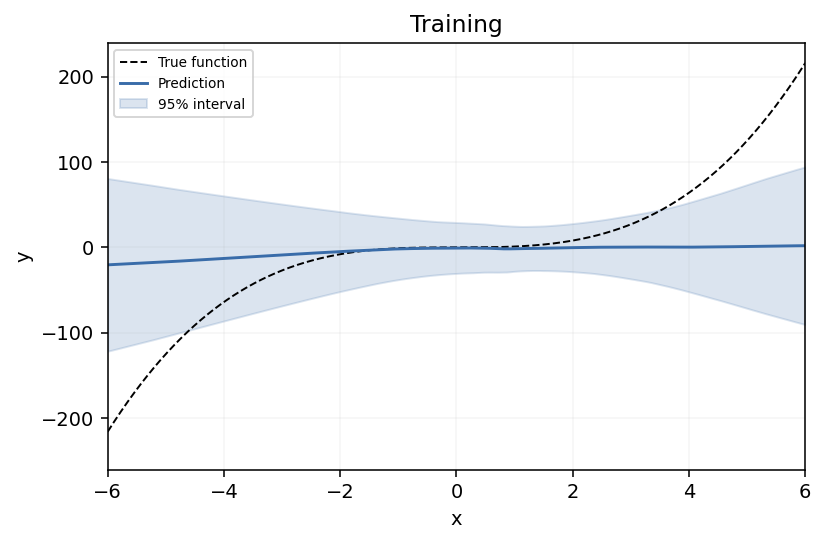 Training
True function
Prediction
95% interval
200
100
0
−100
−200
y
−6
−4
−2
0
2
4
6
x